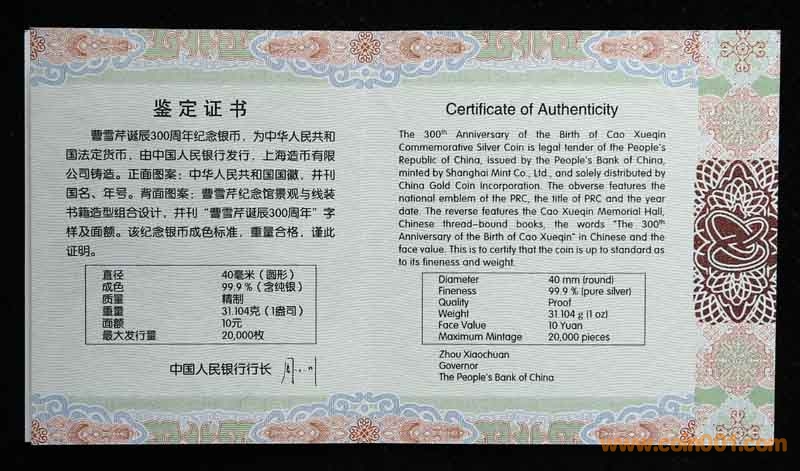 鉴定证书
曹雪芹诞辰300周年纪念银币，为中华人民共和
国法定货币，由中国人民银行发行，上海造币有限
公司铸造。正面图案：中华人民共和国国徽，并刊
国名、年号。背面图案：曹雪芹纪念馆景观与线装
书籍造型组合设计，并刊“曹雪芹诞辰300周年”字
样及面额。该纪念银币成色标准，重量合格，谨此
证明。
直径 40毫米（圆形）
成色 99.9％（含纯银）
质量 精制
重量 31.104克（1盎司）
面额 10元
最大发行量 20,000枚
中国人民银行行长
Certificate of Authenticity
The 300th Anniversary of the Birth of Cao Xueqin
Commemorative Silver Coin is legal tender of the People's
Republic of China, issued by the People's Bank of China,
minted by Shanghai Mint Co., Ltd., and solely distributed by
China Gold Coin Incorporation. The obverse features the
national emblem of the PRC, the title of PRC and the year
date. The reverse features the Cao Xueqin Memorial Hall,
Chinese thread-bound books, the words "The 300th
Anniversary of the Birth of Cao Xueqin" in Chinese and the
face value. This is to certify that the coin is up to standard as
to its fineness and weight.
Diameter 40 mm (round)
Fineness 99.9 % (pure silver)
Quality Proof
Weight 31.104 g (1 oz)
Face Value 10 Yuan
Maximum Mintage 20,000 pieces
Zhou Xiaochuan
Governor
The People's Bank of China
www.coin001.com